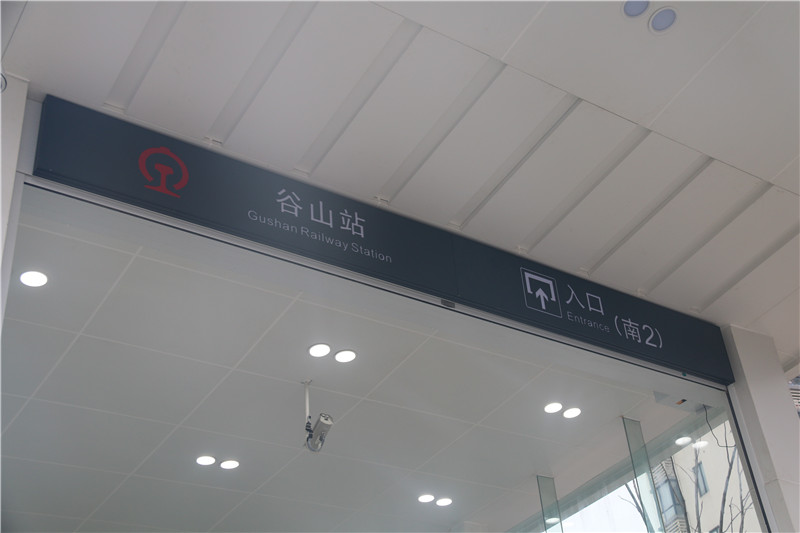 谷山站
Gushan Railway Station
入口
Entrance
(南2)